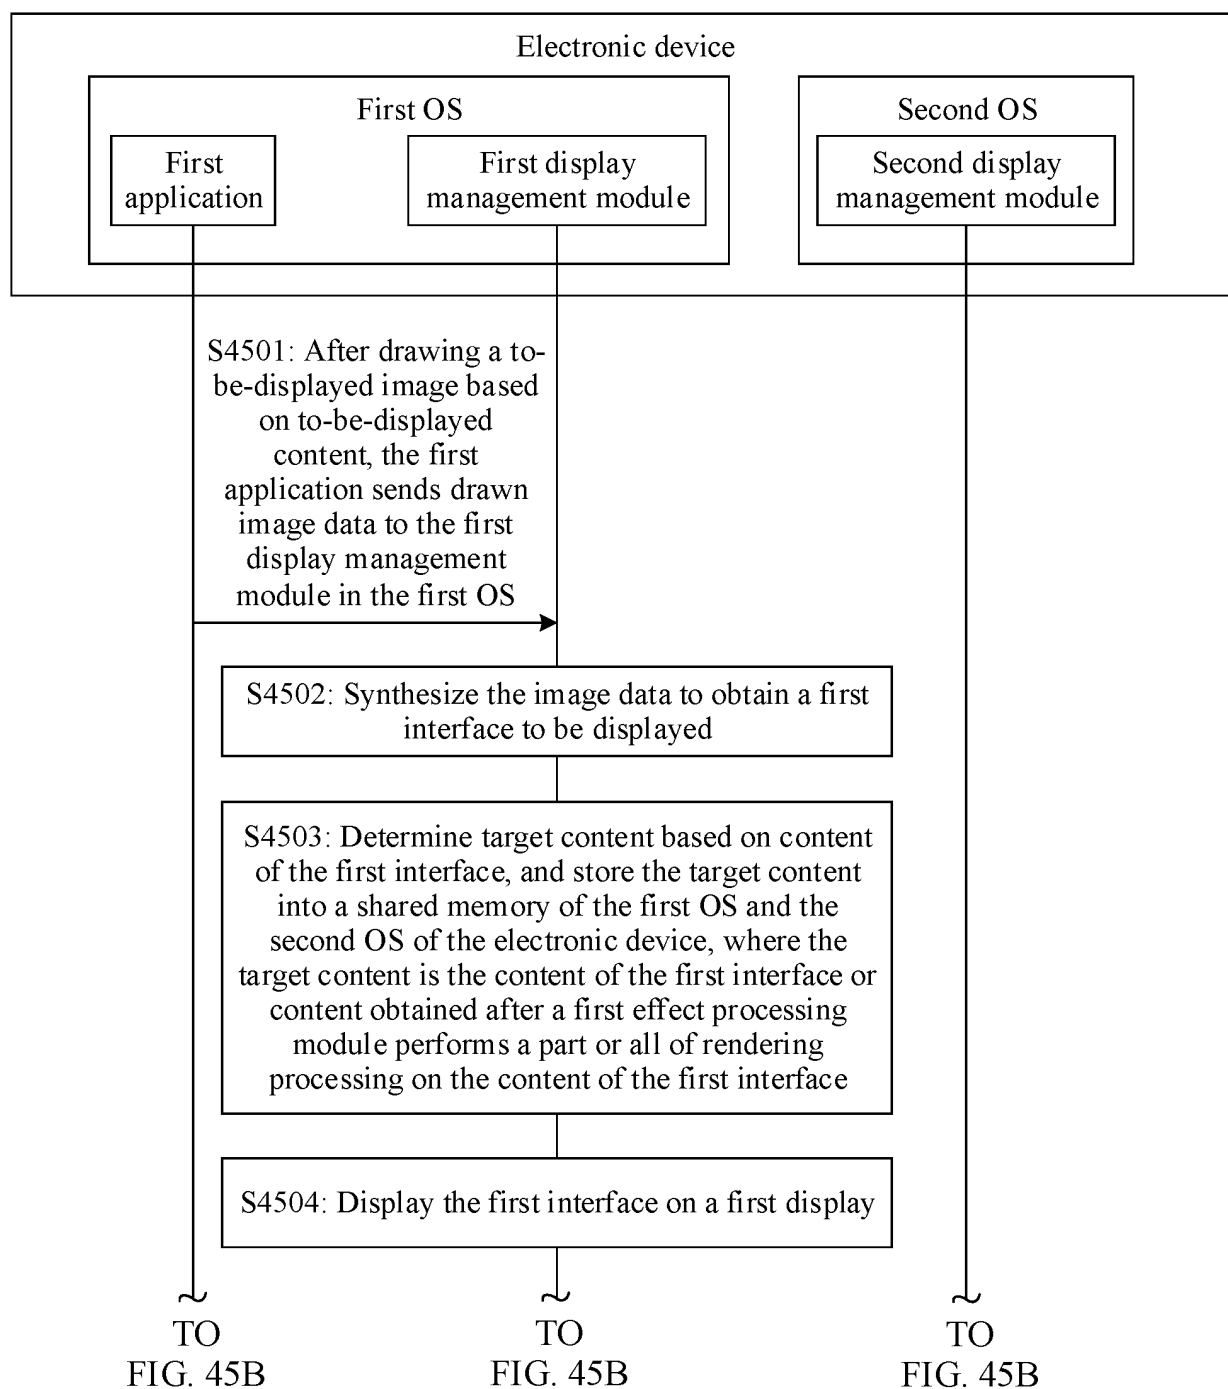 Electronic device
First OS
Second OS
First
application
First display
management module
Second display
management module
S4501: After drawing a to-
be-displayed image based
on to-be-displayed
content, the first
application sends drawn
image data to the first
display management
module in the first OS
S4502: Synthesize the image data to obtain a first
interface to be displayed
S4503: Determine target content based on content
of the first interface, and store the target content
into a shared memory of the first OS and the
second OS of the electronic device, where the
target content is the content of the first interface or
content obtained after a first effect processing
module performs a part or all of rendering
processing on the content of the first interface
S4504: Display the first interface on a first display
TO
FIG. 45B
TO
FIG. 45B
TO
FIG. 45B